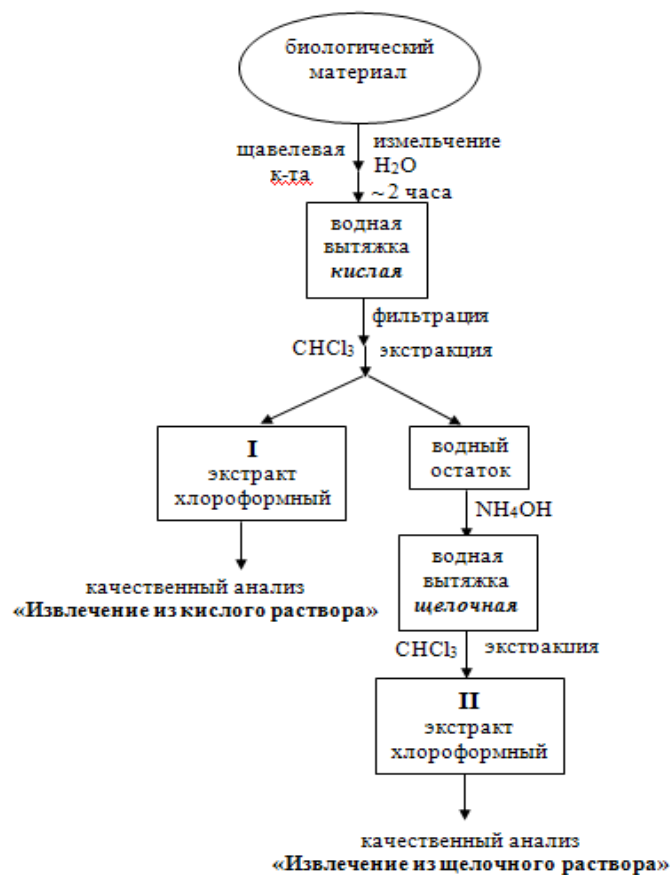 биологический
материал
щавелевая
к-та
измельчение
H₂O
~ 2 часа
водная
вытяжка
кислая
фильтрация
CHCl₃
экстракция
I
экстракт
хлороформный
водный
остаток
NH₄OH
качественный анализ
«Извлечение из кислого раствора»
водная
вытяжка
щелочная
CHCl₃
экстракция
II
экстракт
хлороформный
качественный анализ
«Извлечение из щелочного раствора»